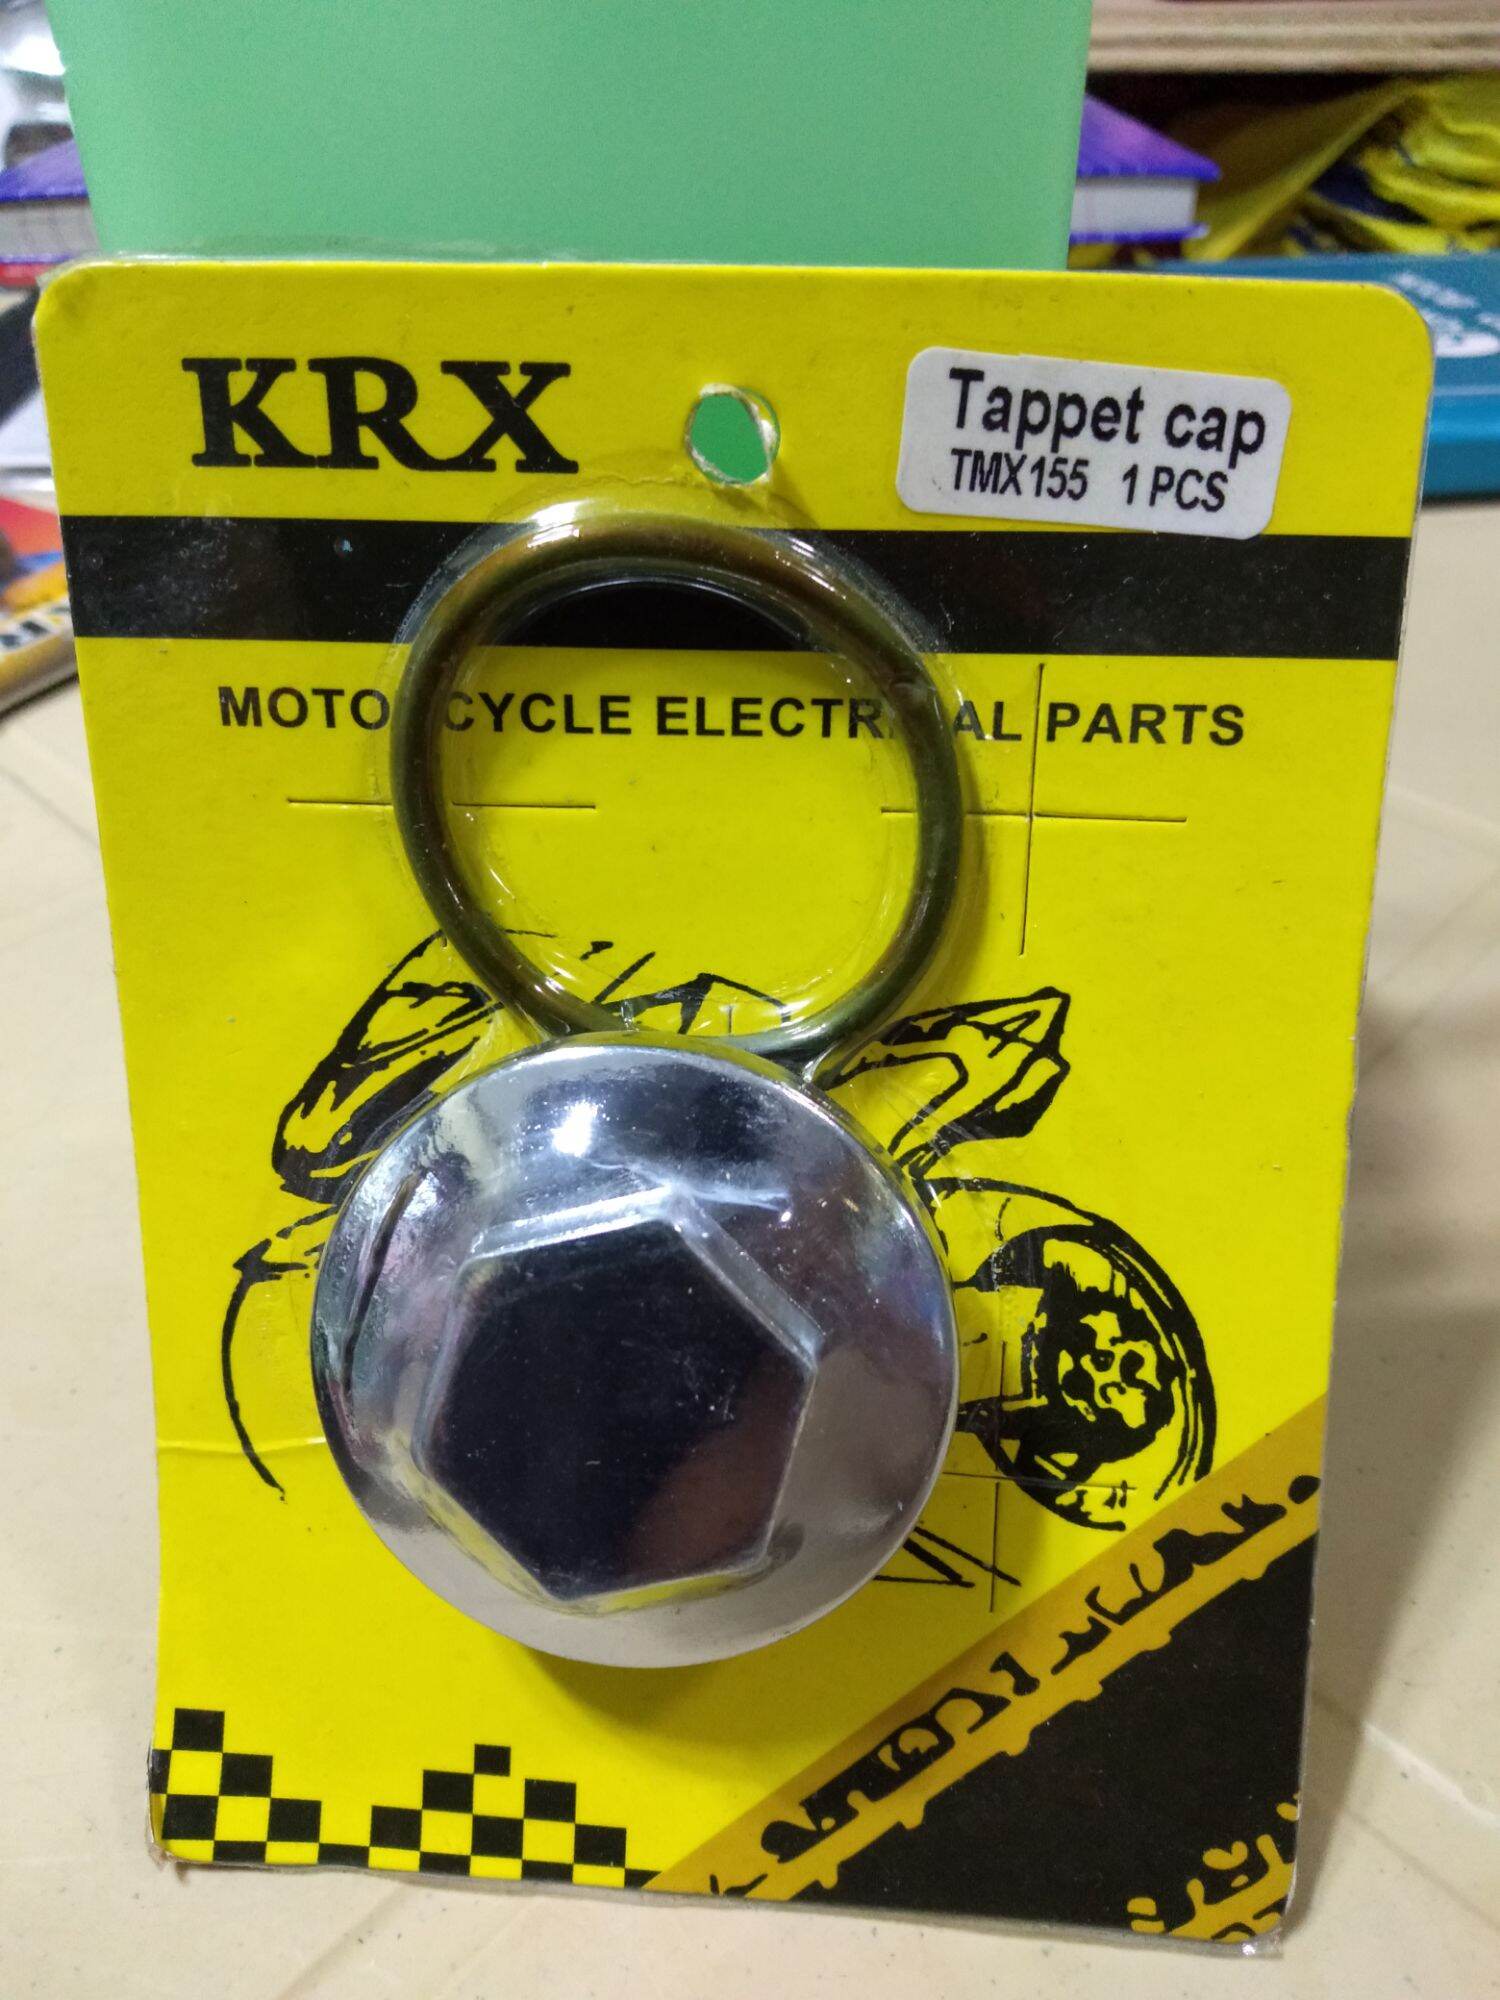 KRX
Tappet cap
TMX155 1 PCS
MOTO CYCLE ELECTR AL PARTS